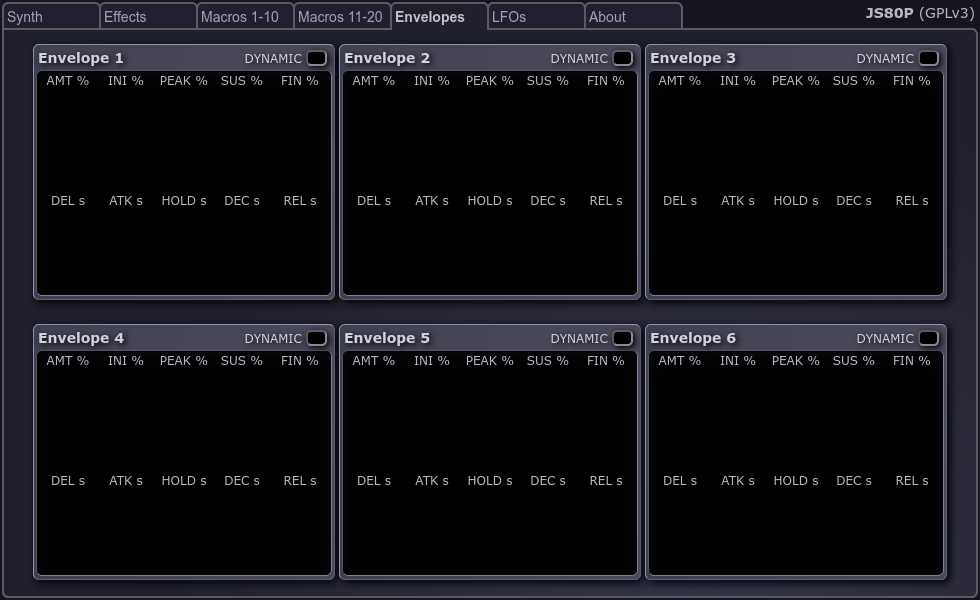 Synth Effects Macros 1-10 Macros 11-20 Envelopes LFOs About JS80P (GPLv3)
Envelope 1 DYNAMIC Envelope 2 DYNAMIC Envelope 3 DYNAMIC
AMT % INI % PEAK % SUS % FIN % AMT % INI % PEAK % SUS % FIN % AMT % INI % PEAK % SUS % FIN %
DEL s ATK s HOLD s DEC s REL s DEL s ATK s HOLD s DEC s REL s DEL s ATK s HOLD s DEC s REL s
Envelope 4 DYNAMIC Envelope 5 DYNAMIC Envelope 6 DYNAMIC
AMT % INI % PEAK % SUS % FIN % AMT % INI % PEAK % SUS % FIN % AMT % INI % PEAK % SUS % FIN %
DEL s ATK s HOLD s DEC s REL s DEL s ATK s HOLD s DEC s REL s DEL s ATK s HOLD s DEC s REL s